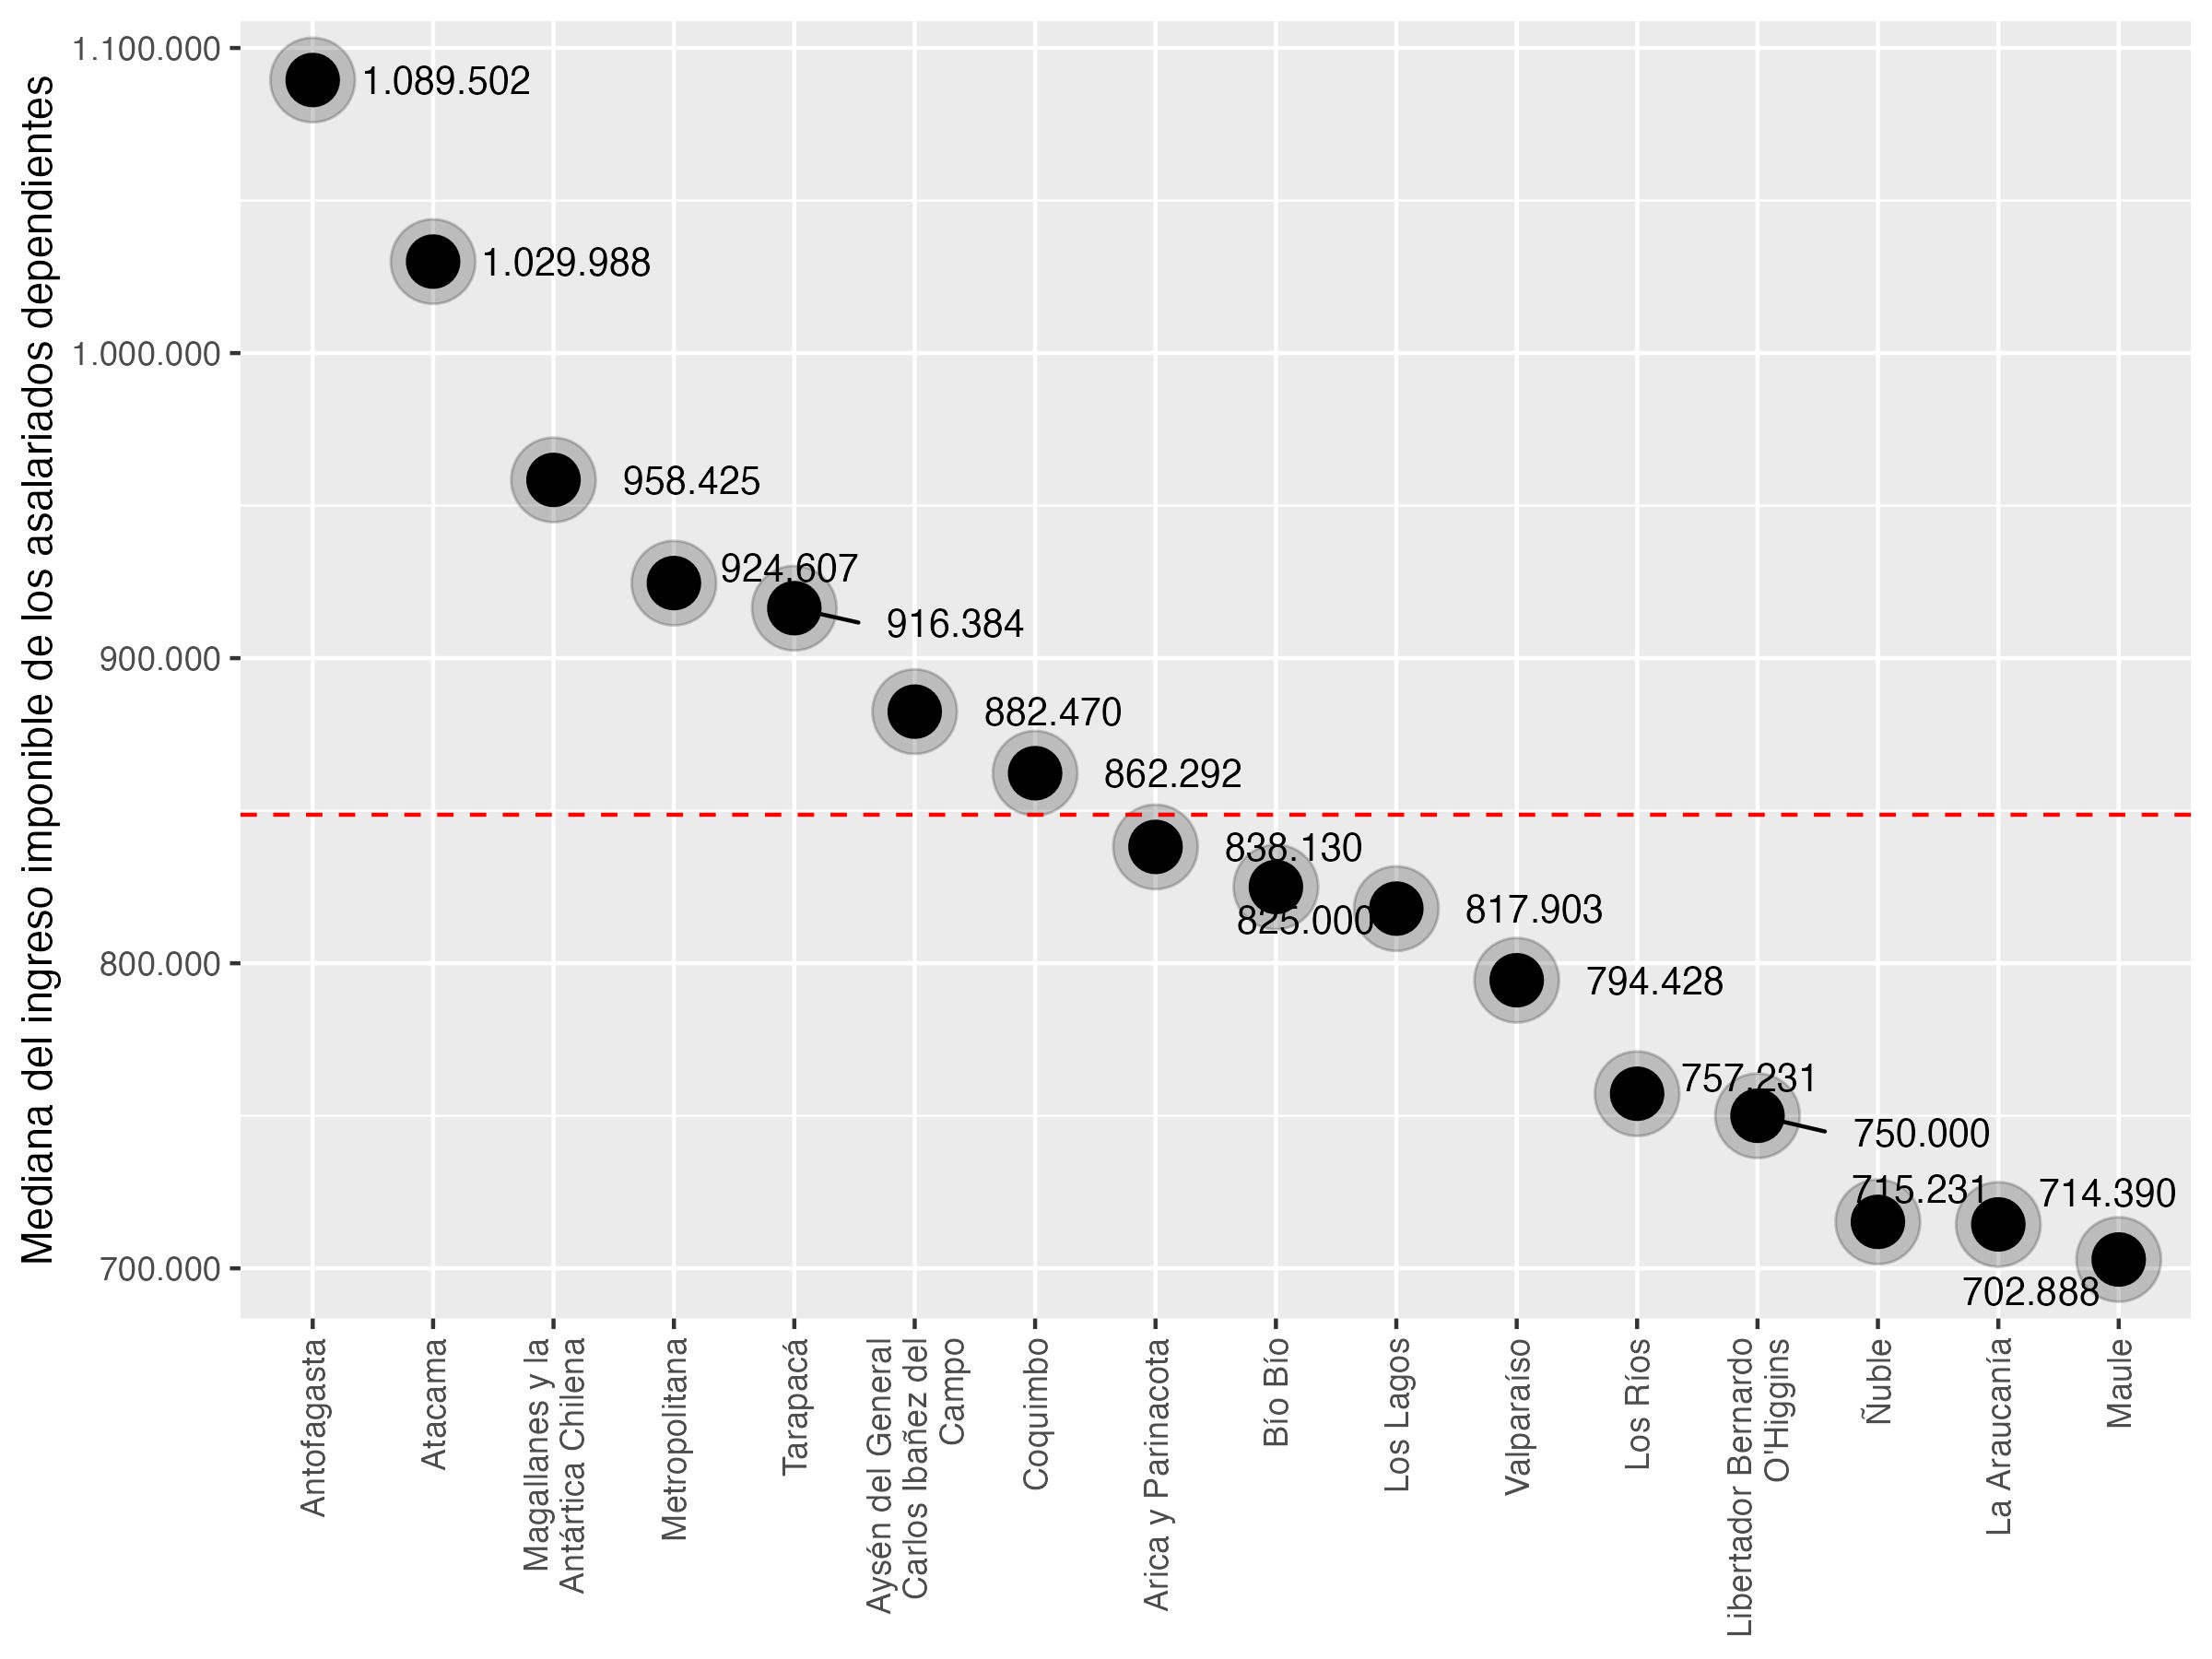 Mediana del ingreso imponible de los asalariados dependientes
1.100.000
1.000.000
900.000
800.000
700.000
1.089.502
1.029.988
958.425
924.607
916.384
882.470
862.292
838.130
825.000
817.903
794.428
757.231
750.000
715.231
714.390
702.888
Antofagasta
Atacama
Magallanes y la
Antártica Chilena
Metropolitana
Tarapacá
Aysén del General
Carlos Ibañez del
Campo
Coquimbo
Arica y Parinacota
Bío Bío
Los Lagos
Valparaíso
Los Ríos
Libertador Bernardo
O'Higgins
Ñuble
La Araucanía
Maule